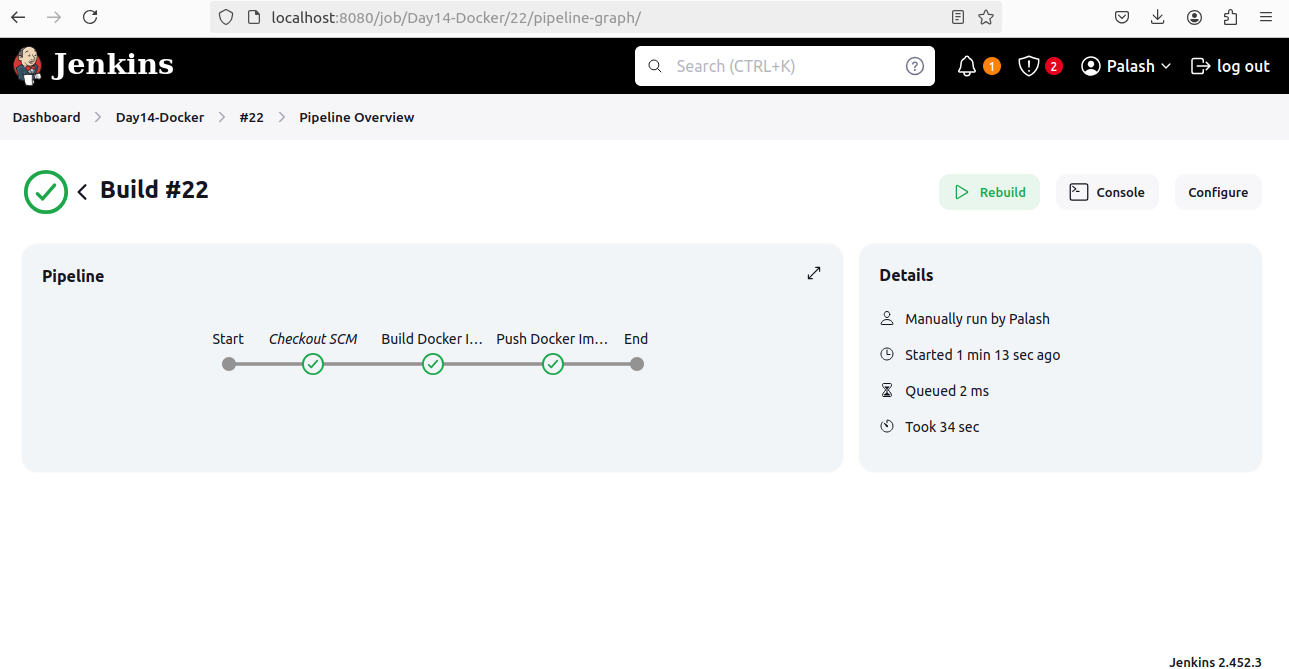 localhost:8080/job/Day14-Docker/22/pipeline-graph/
Jenkins Search (CTRL+K) ? 1 2 Palash log out
Dashboard Day14-Docker #22 Pipeline Overview
Build #22 Rebuild Console Configure
Pipeline
Start Checkout SCM Build Docker I... Push Docker Im... End
Details
Manually run by Palash
Started 1 min 13 sec ago
Queued 2 ms
Took 34 sec
Jenkins 2.452.3